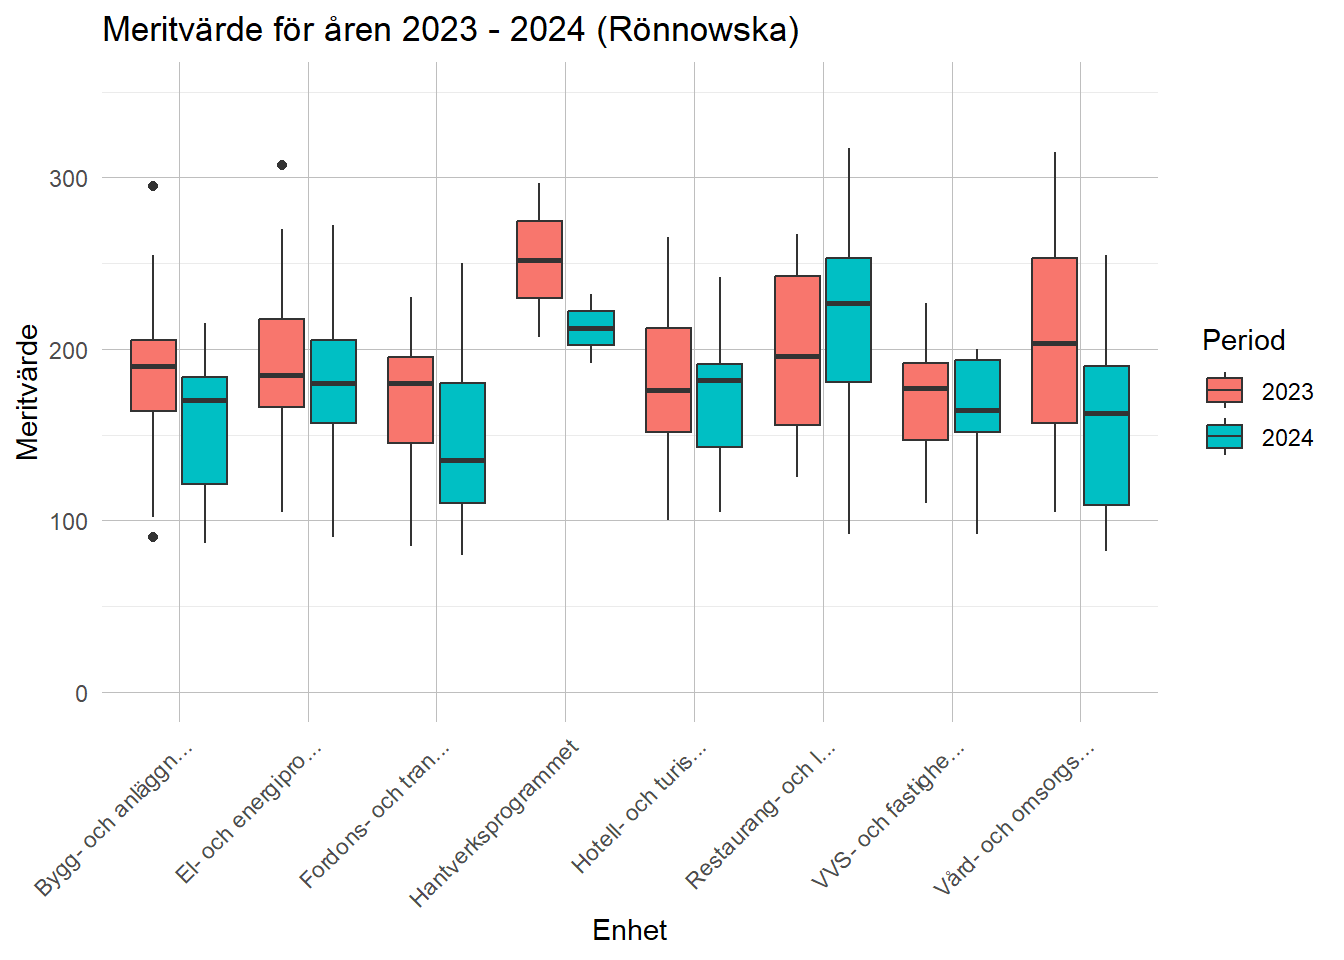 Meritvärde för åren 2023 - 2024 (Rönnowska)
Meritvärde
300
200
100
0
Bygg- och anläggn...
El- och energipro...
Fordons- och tran...
Hantverksprogrammet
Hotell- och turis...
Restaurang- och l...
VVS- och fastighe...
Vård- och omsorgs...
Enhet
Period
2023
2024